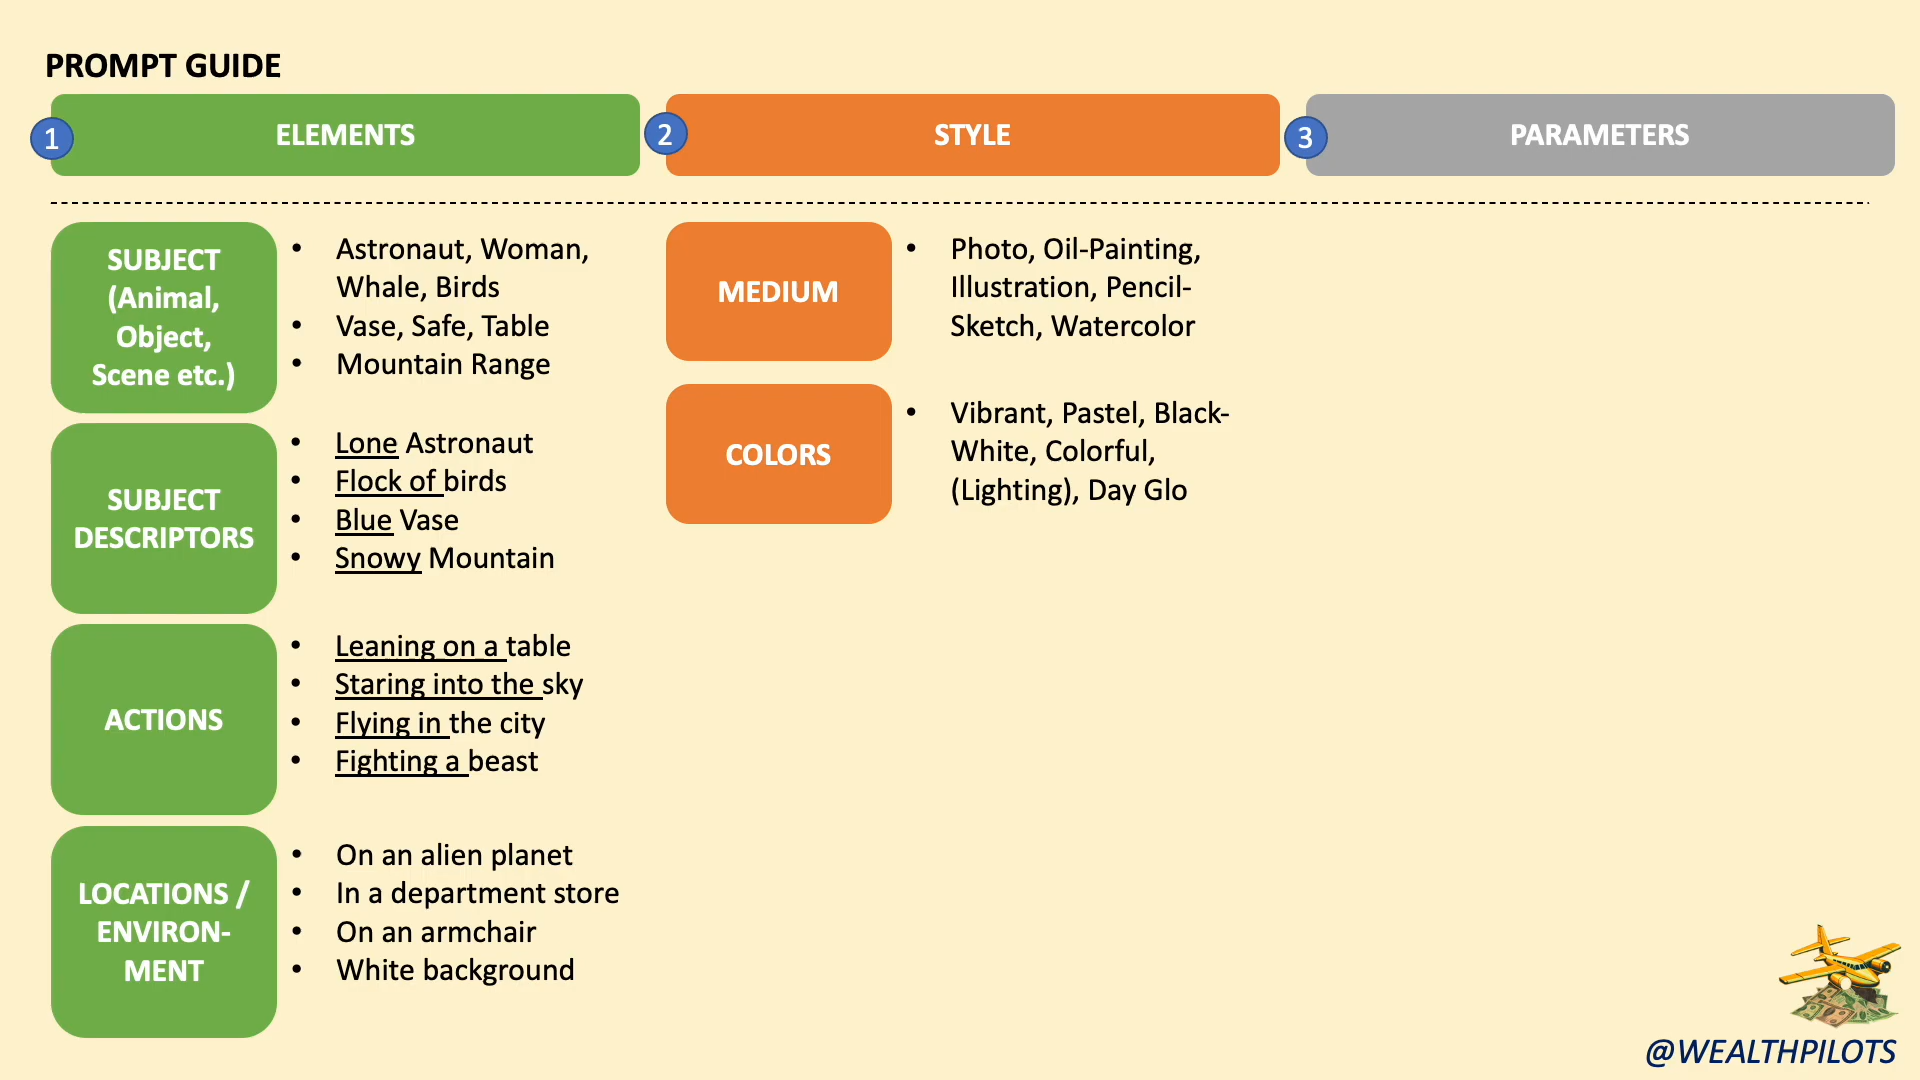 PROMPT GUIDE
1
ELEMENTS
2
STYLE
3
PARAMETERS
SUBJECT
(Animal,
Object,
Scene etc.)
• Astronaut, Woman,
Whale, Birds
• Vase, Safe, Table
• Mountain Range
SUBJECT
DESCRIPTORS
• Lone Astronaut
• Flock of birds
• Blue Vase
• Snowy Mountain
ACTIONS
• Leaning on a table
• Staring into the sky
• Flying in the city
• Fighting a beast
LOCATIONS /
ENVIRON-
MENT
• On an alien planet
• In a department store
• On an armchair
• White background
MEDIUM
• Photo, Oil-Painting,
Illustration, Pencil-
Sketch, Watercolor
COLORS
• Vibrant, Pastel, Black-
White, Colorful,
(Lighting), Day Glo
@WEALTHPILOTS